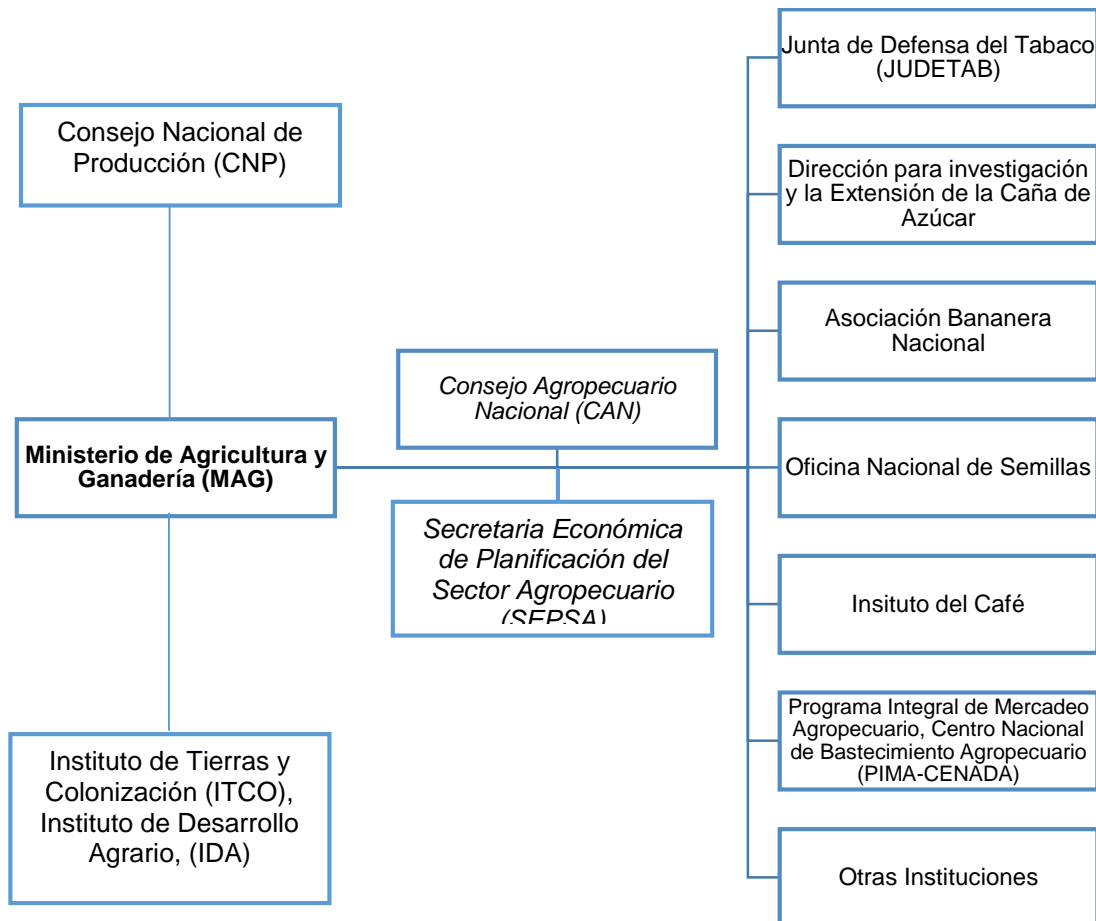 Junta de Defensa del Tabaco
(JUDETAB)
Consejo Nacional de
Producción (CNP)
Dirección para investigación
y la Extensión de la Caña de
Azúcar
Asociación Bananera
Nacional
Consejo Agropecuario
Nacional (CAN)
Ministerio de Agricultura y
Ganadería (MAG)
Oficina Nacional de Semillas
Secretaria Económica
de Planificación del
Sector Agropecuario
(SEPSA)
Insituto del Café
Programa Integral de Mercadeo
Agropecuario, Centro Nacional
de Bastecimiento Agropecuario
(PIMA-CENADA)
Instituto de Tierras y
Colonización (ITCO),
Instituto de Desarrollo
Agrario, (IDA)
Otras Instituciones